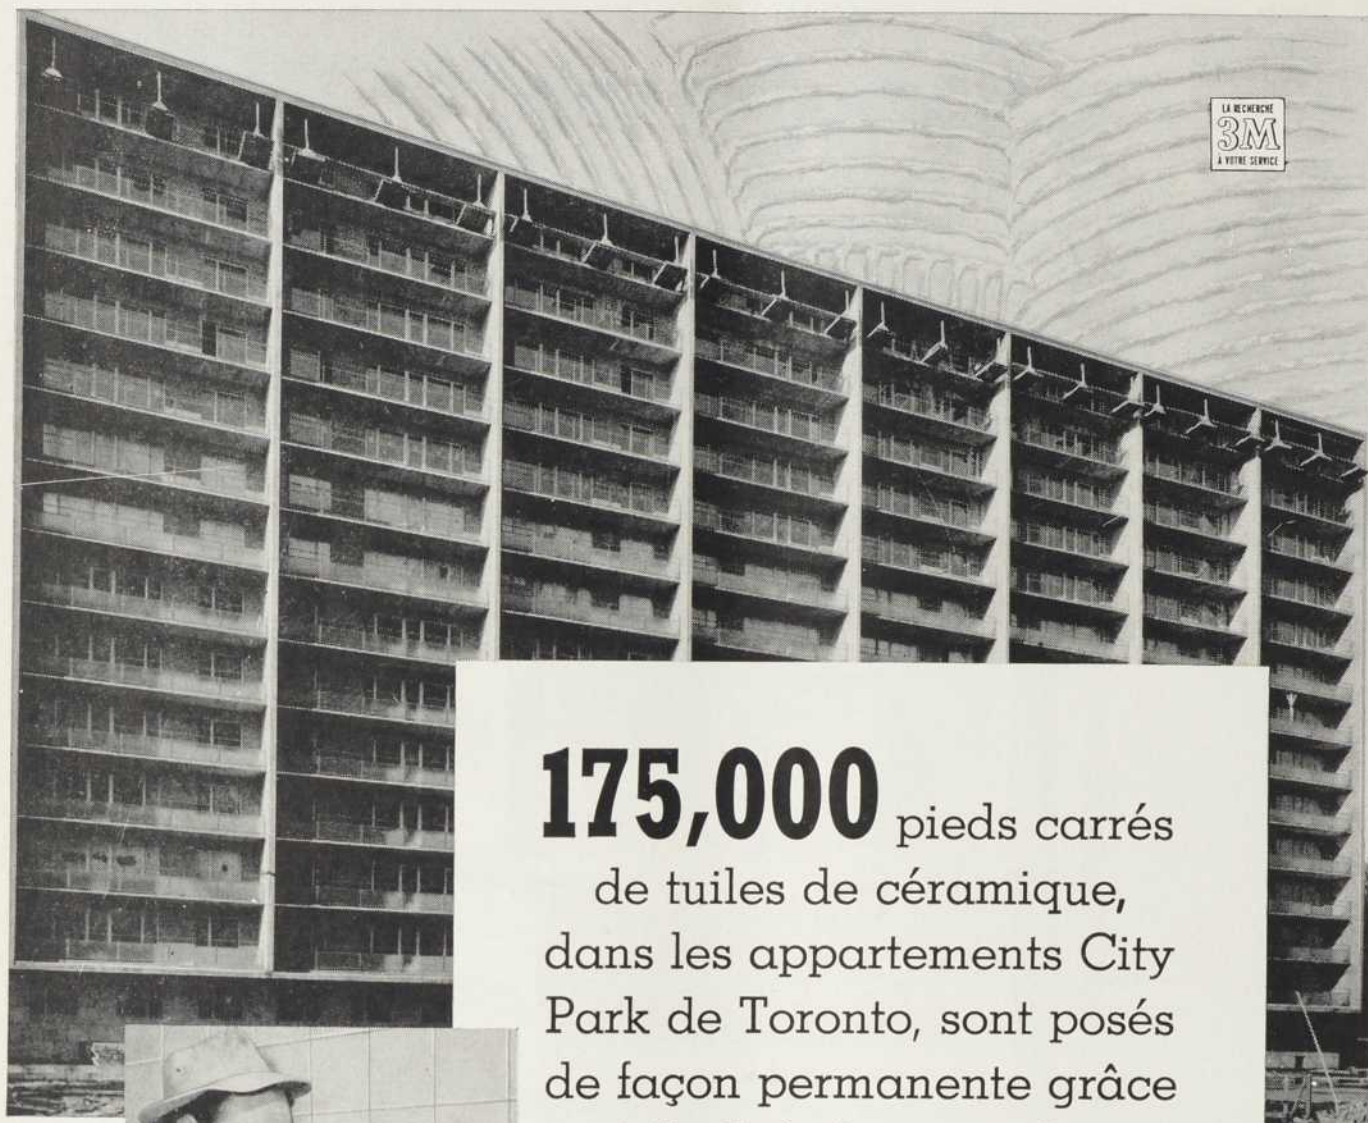 LA RECHERCHE
3M
À VOTRE SERVICE
175,000 pieds carrés
de tuiles de céramique,
dans les appartements City
Park de Toronto, sont posés
de façon permanente grâce